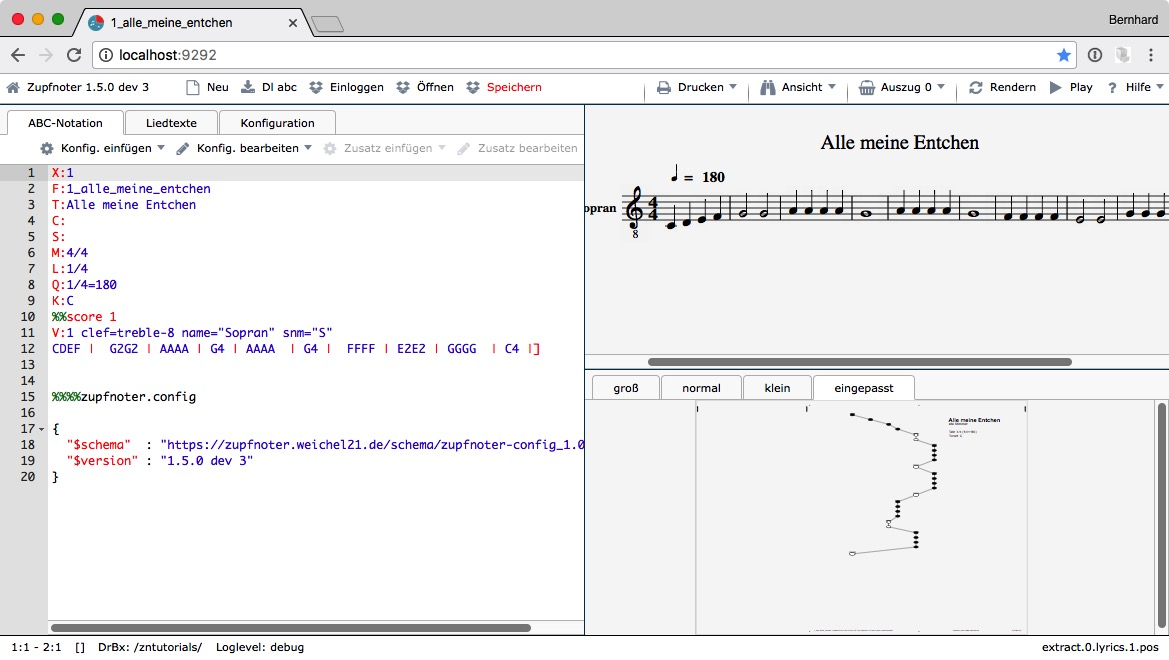 1_alle_meine_entchen
Bernhard
localhost:9292
Zupfnoter 1.5.0 dev 3 Neu Dl abc Einloggen Öffnen Speichern Drucken Ansicht Auszug 0 Rendern Play ? Hilfe
ABC-Notation Liedtexte Konfiguration
Konfig. einfügen Konfig. bearbeiten Zusatz einfügen Zusatz bearbeiten
1 X:1
2 F:1_alle_meine_entchen
3 T:Alle meine Entchen
4 C:
5 S:
6 M:4/4
7 L:1/4
8 Q:1/4=180
9 K:C
10 %%score 1
11 V:1 clef=treble-8 name="Sopran" snm="S"
12 CDEF | G2G2 | AAAA | G4 | AAAA | G4 | FFFF | E2E2 | GGGG | C4 |]
13
14
15 %%%%zupfnoter.config
16
17 {
18 "$schema" : "https://zupfnoter.weichel21.de/schema/zupfnoter-config_1.0
19 "$version" : "1.5.0 dev 3"
20 }
Alle meine Entchen
= 180
opran
4
4
8
groß normal klein eingepasst
Alle meine Entchen
1:1 - 2:1 [] DrBx: /zntutorials/ Loglevel: debug
extract.0.lyrics.1.pos